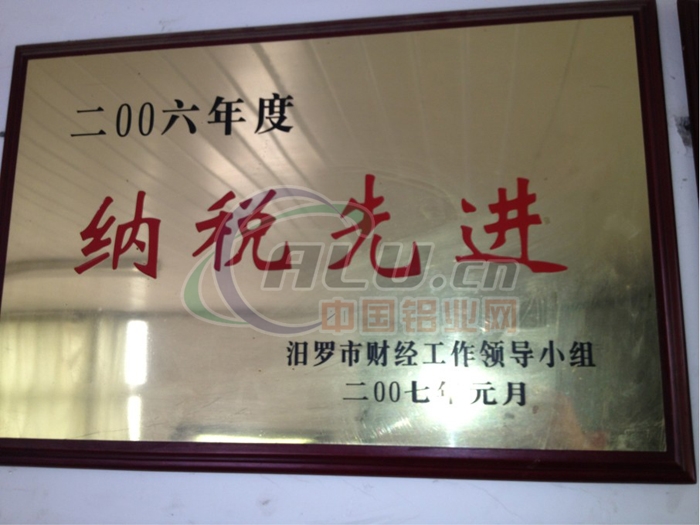 二00六年度
纳税先进
ALU.cn
中国铝业网
汨罗市财经工作领导小组
二00七年元月